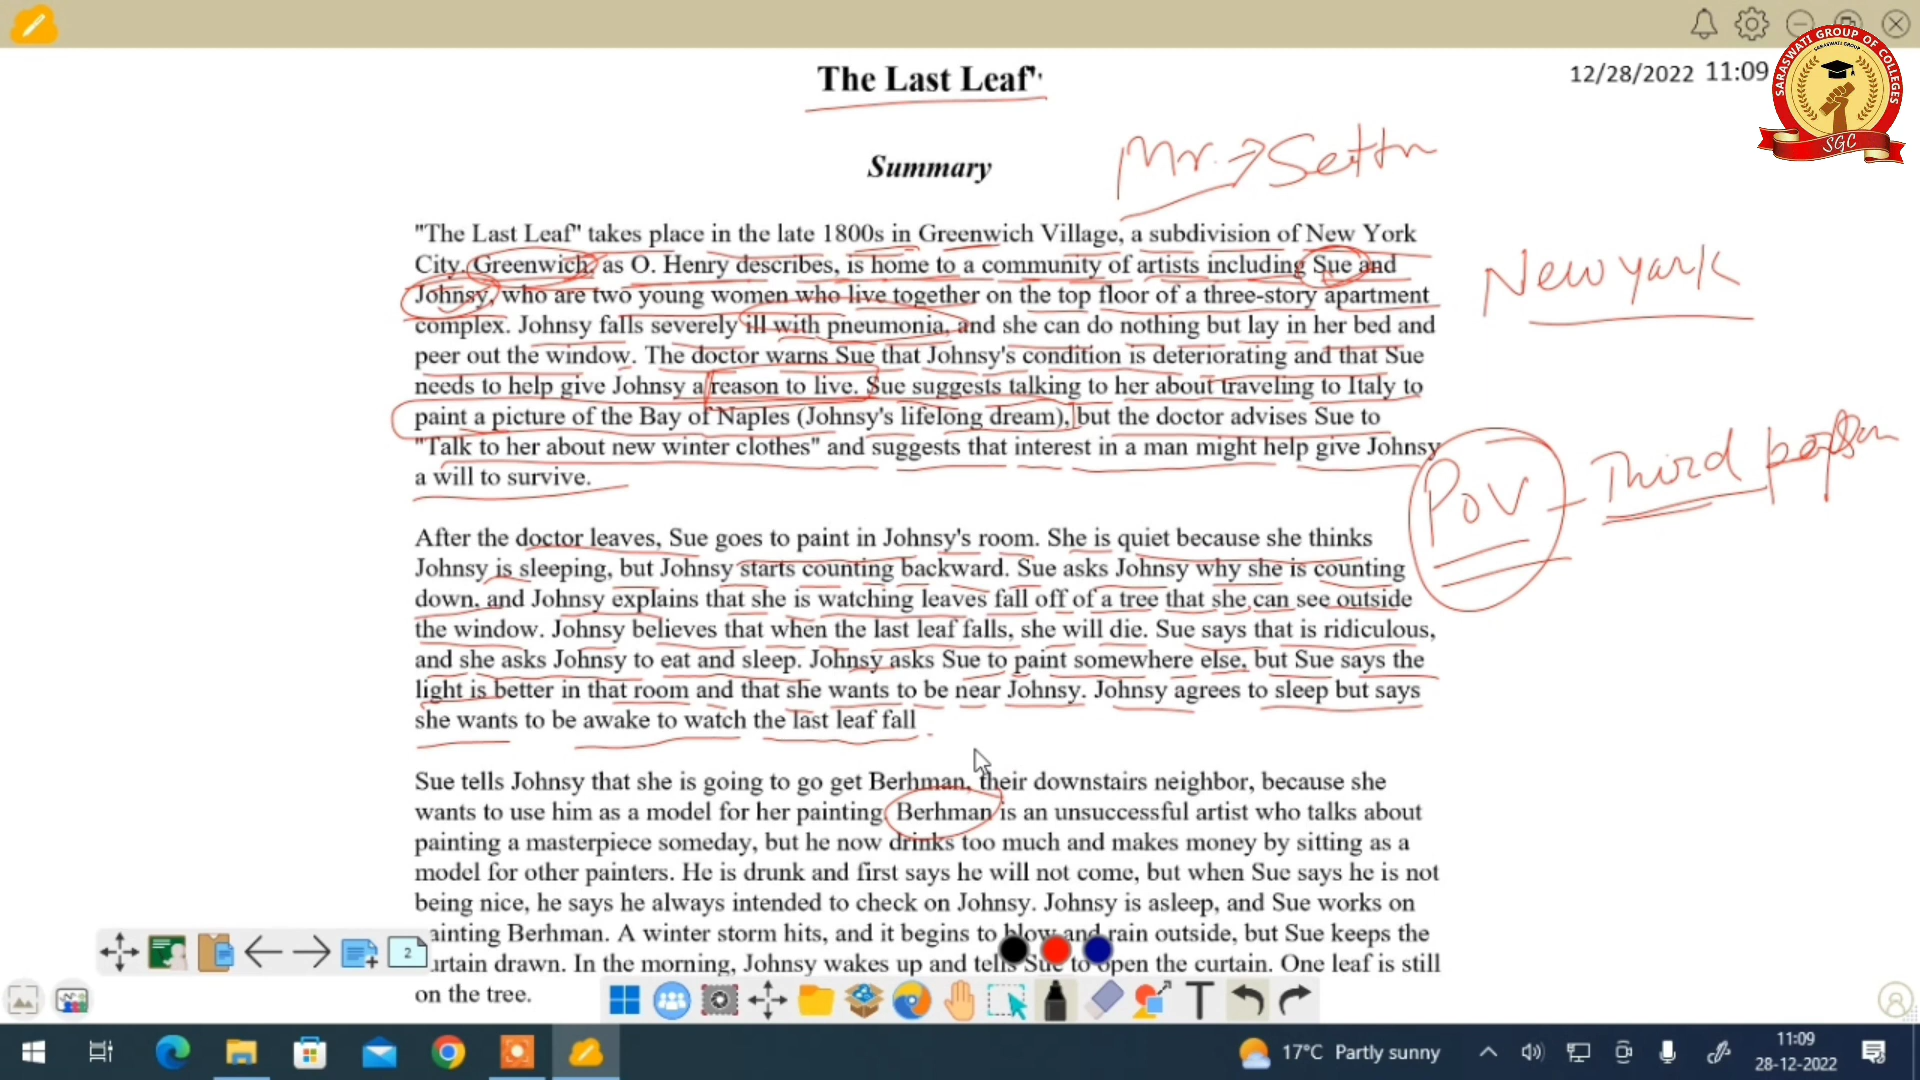 12/28/2022 11:09
SARASWATI GROUP OF COLLEGES
SARASWATI GROUP
SGC
The Last Leaf"
Summary
Mr. → Settn
"The Last Leaf" takes place in the late 1800s in Greenwich Village, a subdivision of New York
City. Greenwich, as O. Henry describes, is home to a community of artists including Sue and
Johnsy, who are two young women who live together on the top floor of a three-story apartment
complex. Johnsy falls severely ill with pneumonia, and she can do nothing but lay in her bed and
peer out the window. The doctor warns Sue that Johnsy's condition is deteriorating and that Sue
needs to help give Johnsy a reason to live. Sue suggests talking to her about traveling to Italy to
paint a picture of the Bay of Naples (Johnsy's lifelong dream), but the doctor advises Sue to
"Talk to her about new winter clothes" and suggests that interest in a man might help give Johnsy
a will to survive.
New yark
POV - Third
After the doctor leaves, Sue goes to paint in Johnsy's room. She is quiet because she thinks
Johnsy is sleeping, but Johnsy starts counting backward. Sue asks Johnsy why she is counting
down, and Johnsy explains that she is watching leaves fall off of a tree that she can see outside
the window. Johnsy believes that when the last leaf falls, she will die. Sue says that is ridiculous,
and she asks Johnsy to eat and sleep. Johnsy asks Sue to paint somewhere else, but Sue says the
light is better in that room and that she wants to be near Johnsy. Johnsy agrees to sleep but says
she wants to be awake to watch the last leaf fall
Sue tells Johnsy that she is going to go get Berhman, their downstairs neighbor, because she
wants to use him as a model for her painting Berhman is an unsuccessful artist who talks about
painting a masterpiece someday, but he now drinks too much and makes money by sitting as a
model for other painters. He is drunk and first says he will not come, but when Sue says he is not
being nice, he says he always intended to check on Johnsy. Johnsy is asleep, and Sue works on
ainting Berhman. A winter storm hits, and it begins to blow and rain outside, but Sue keeps the
urtain drawn. In the morning, Johnsy wakes up and tells Sue to open the curtain. One leaf is still
on the tree.
2
T
17°C Partly sunny
11:09
28-12-2022